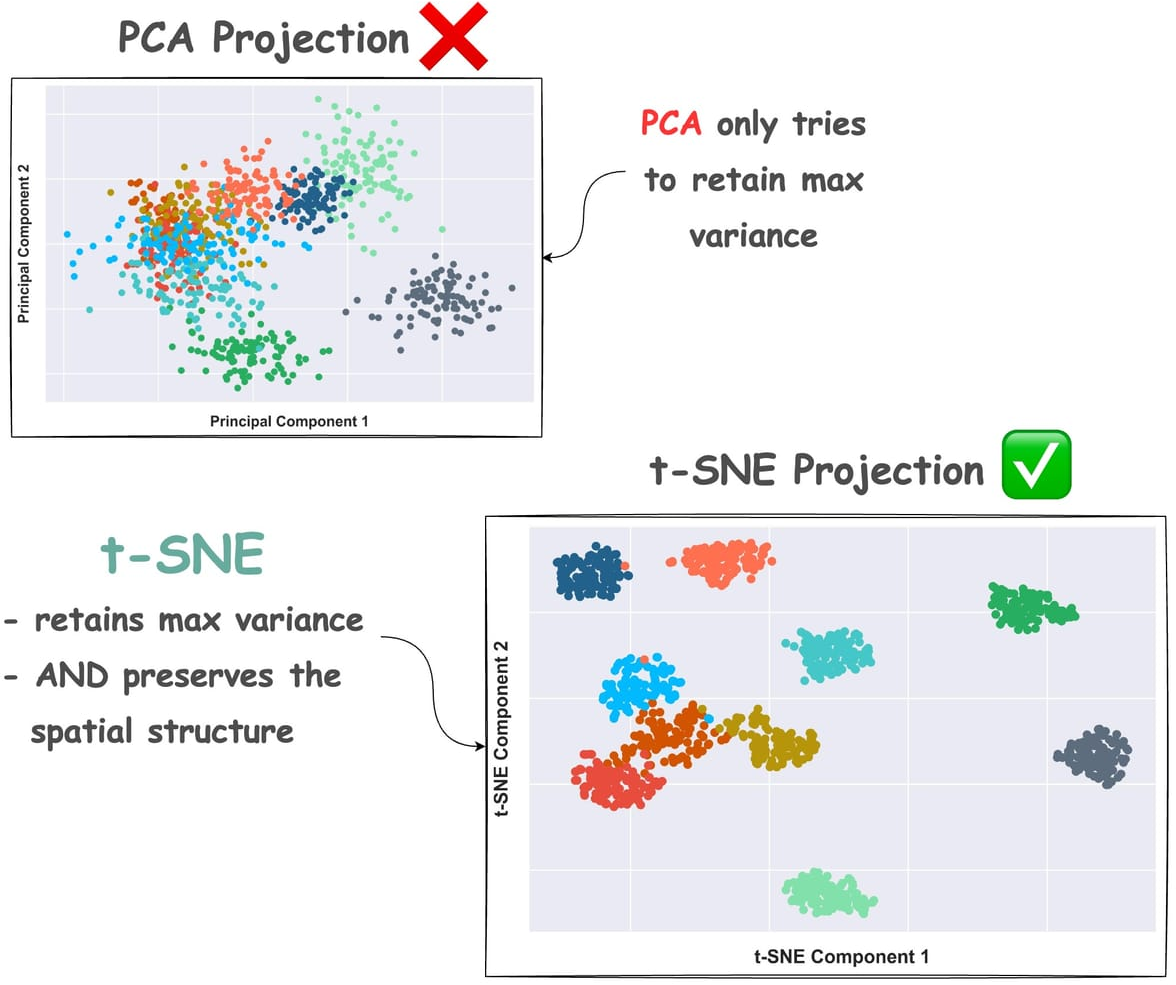 PCA Projection
Principal Component 2
Principal Component 1
PCA only tries
to retain max
variance
t-SNE Projection
t-SNE
- retains max variance
- AND preserves the
spatial structure
t-SNE Component 2
t-SNE Component 1